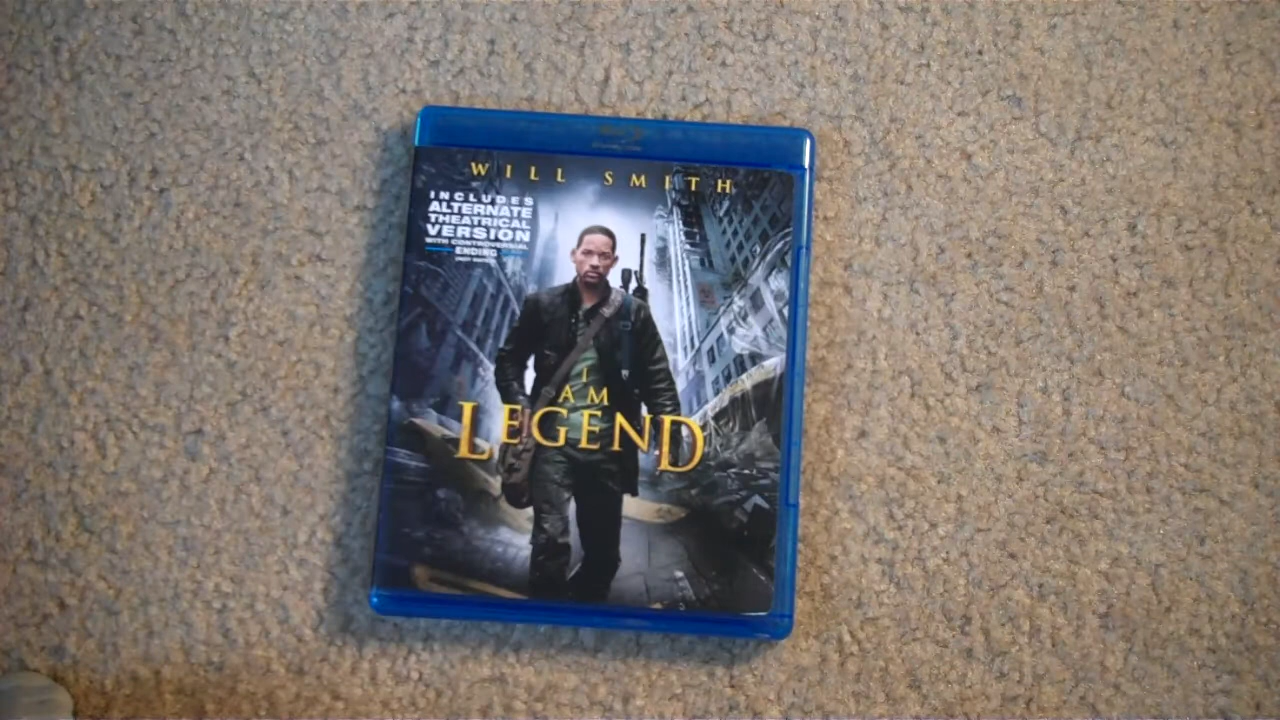 WILL SMITH
INCLUDES
ALTERNATE
THEATRICAL
VERSION
WITH CONTROVERSIAL
ENDING
I
AM
LEGEND